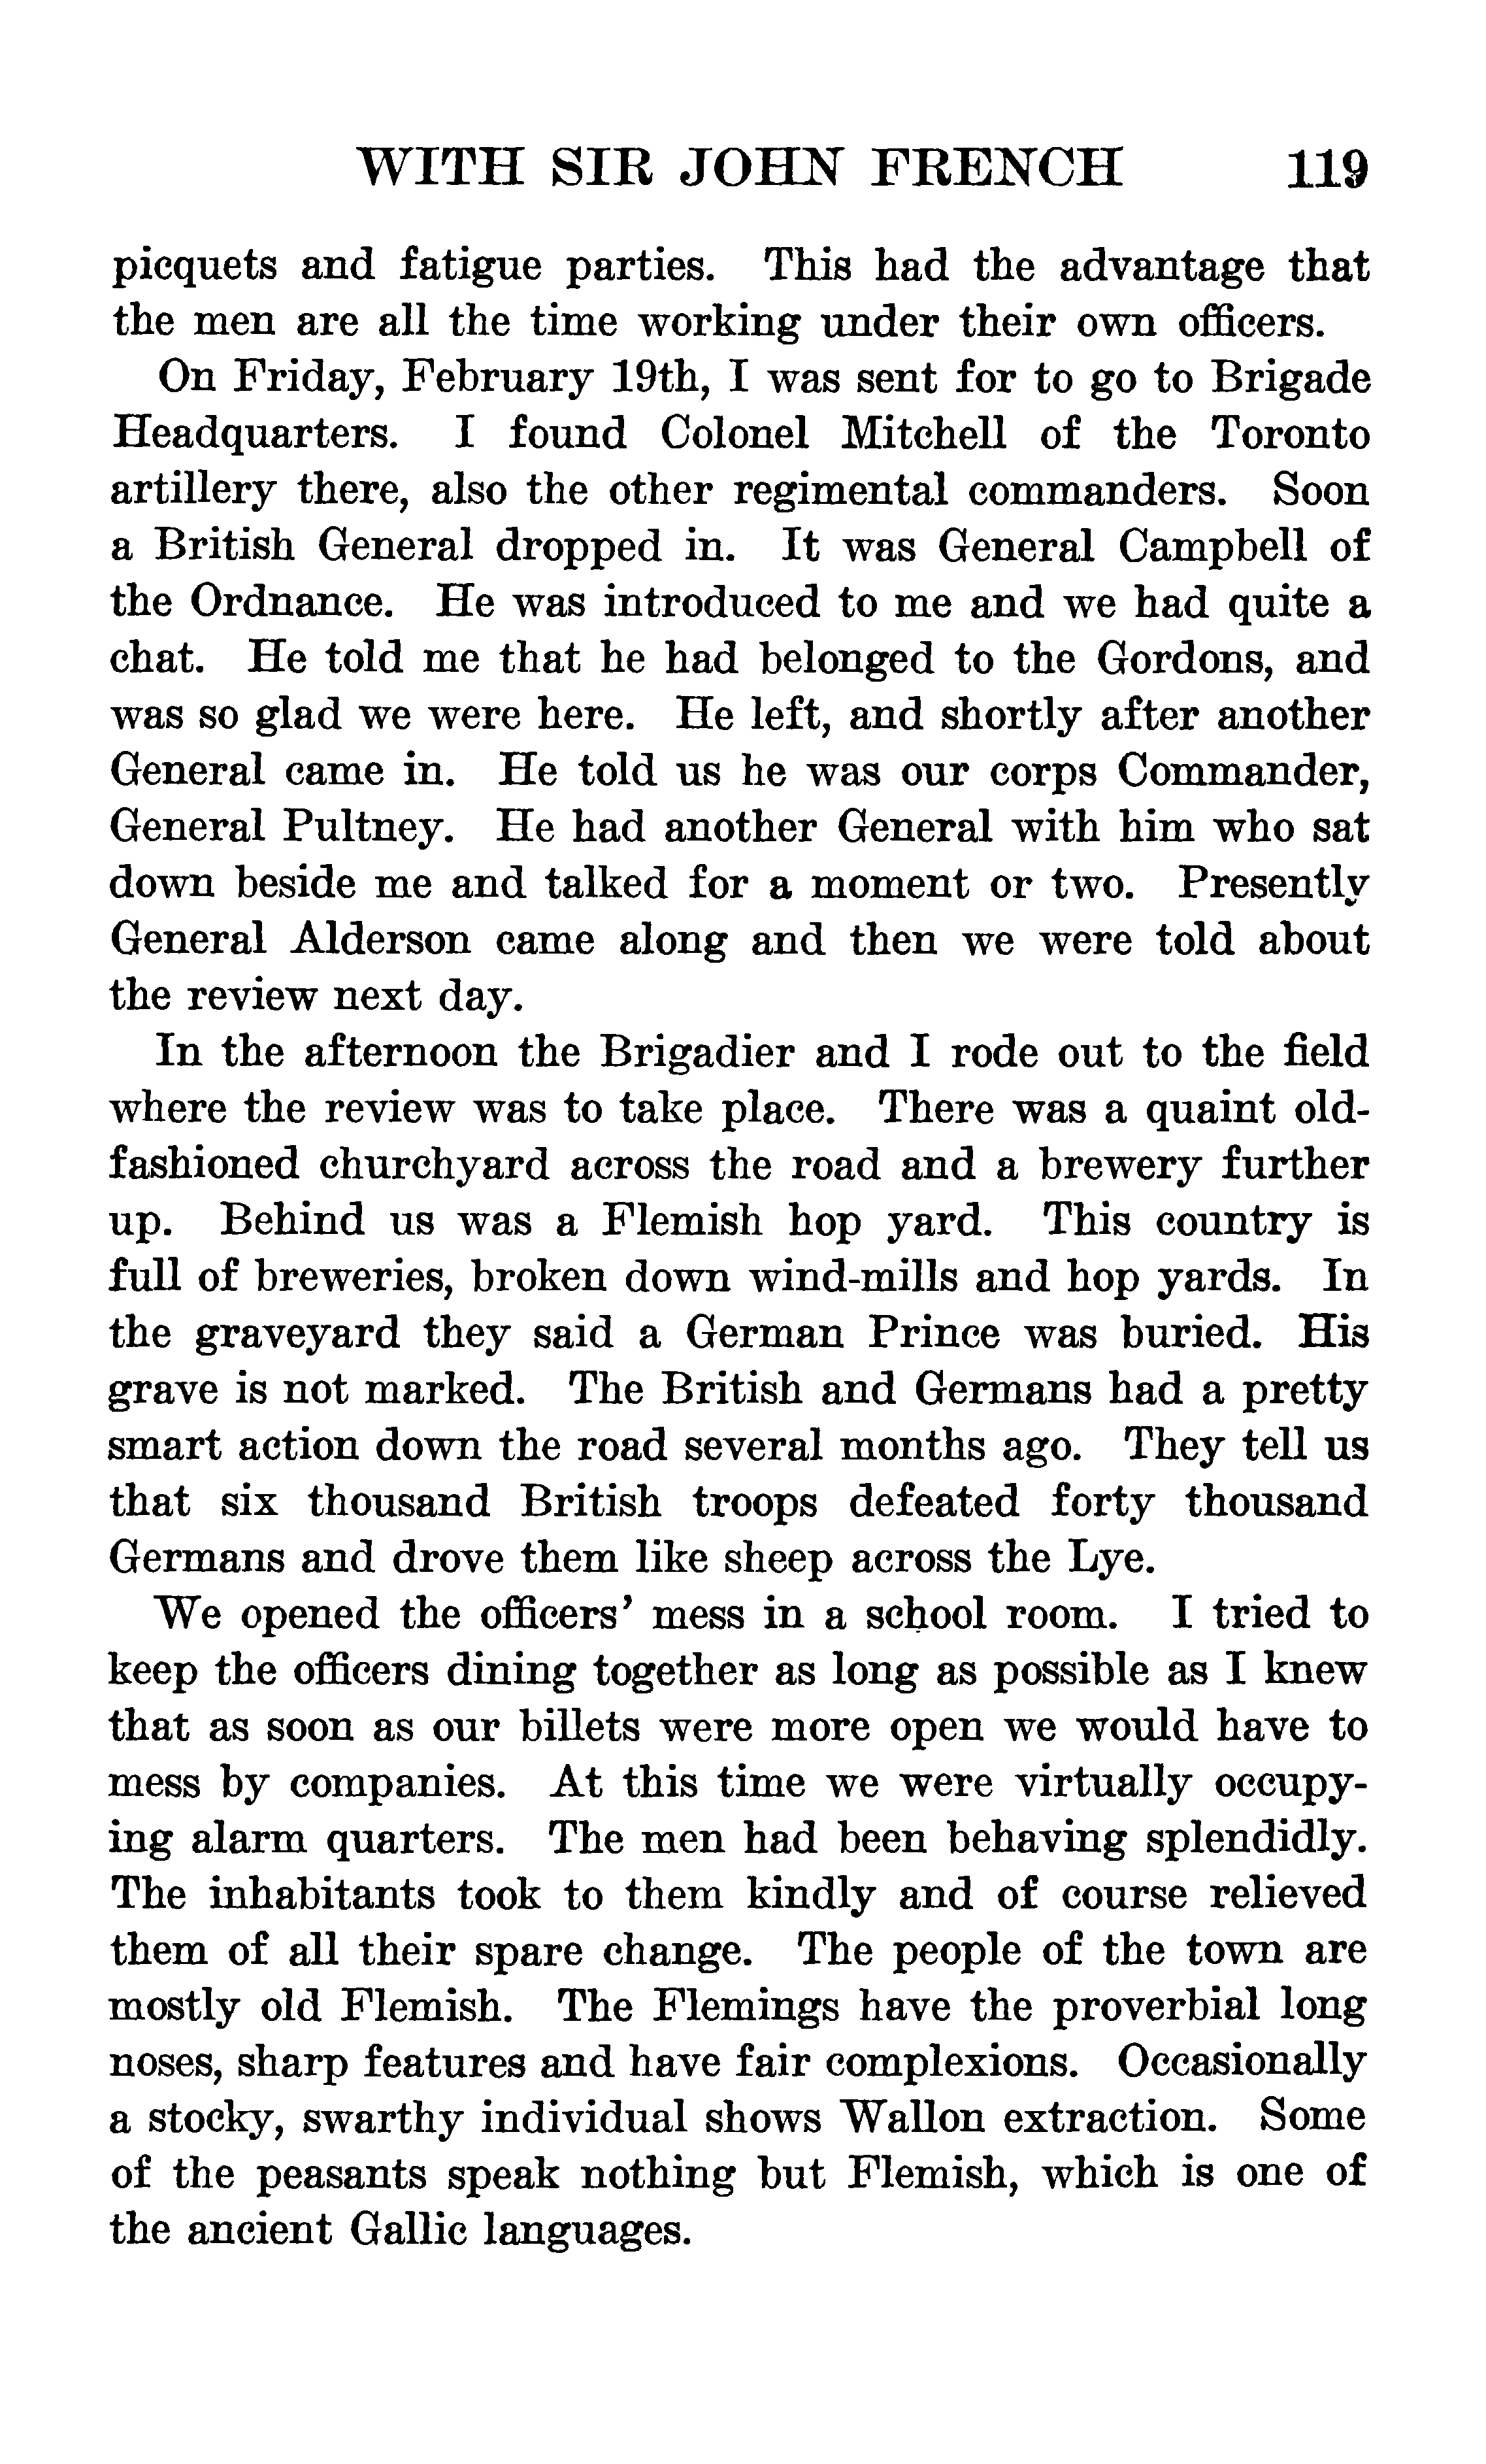 WITH SIR JOHN FRENCH 119
picquets and fatigue parties. This had the advantage that
the men are all the time working under their own officers.
On Friday, February 19th, I was sent for to go to Brigade
Headquarters. I found Colonel Mitchell of the Toronto
artillery there, also the other regimental commanders. Soon
a British General dropped in. It was General Campbell of
the Ordnance. He was introduced to me and we had quite a
chat. He told me that he had belonged to the Gordons, and
was so glad we were here. He left, and shortly after another
General came in. He told us he was our corps Commander,
General Pultney. He had another General with him who sat
down beside me and talked for a moment or two. Presently
General Alderson came along and then we were told about
the review next day.
In the afternoon the Brigadier and I rode out to the field
where the review was to take place. There was a quaint old-
fashioned churchyard across the road and a brewery further
up. Behind us was a Flemish hop yard. This country is
full of breweries, broken down wind-mills and hop yards. In
the graveyard they said a German Prince was buried. His
grave is not marked. The British and Germans had a pretty
smart action down the road several months ago. They tell us
that six thousand British troops defeated forty thousand
Germans and drove them like sheep across the Lye.
We opened the officers' mess in a school room. I tried to
keep the officers dining together as long as possible as I knew
that as soon as our billets were more open we would have to
mess by companies. At this time we were virtually occupy-
ing alarm quarters. The men had been behaving splendidly.
The inhabitants took to them kindly and of course relieved
them of all their spare change. The people of the town are
mostly old Flemish. The Flemings have the proverbial long
noses, sharp features and have fair complexions. Occasionally
a stocky, swarthy individual shows Wallon extraction. Some
of the peasants speak nothing but Flemish, which is one of
the ancient Gallic languages.